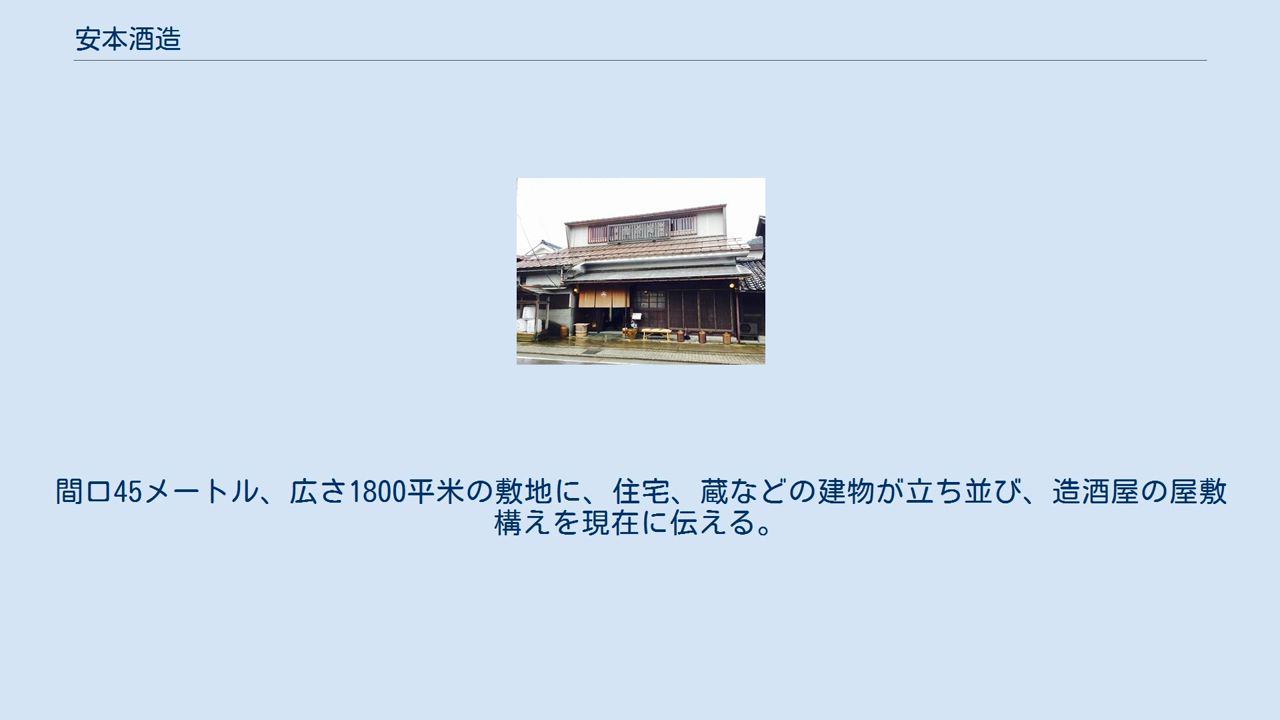 安本酒造
間口45メートル、広さ1800平米の敷地に、住宅、蔵などの建物が立ち並び、造酒屋の屋敷
構えを現在に伝える。